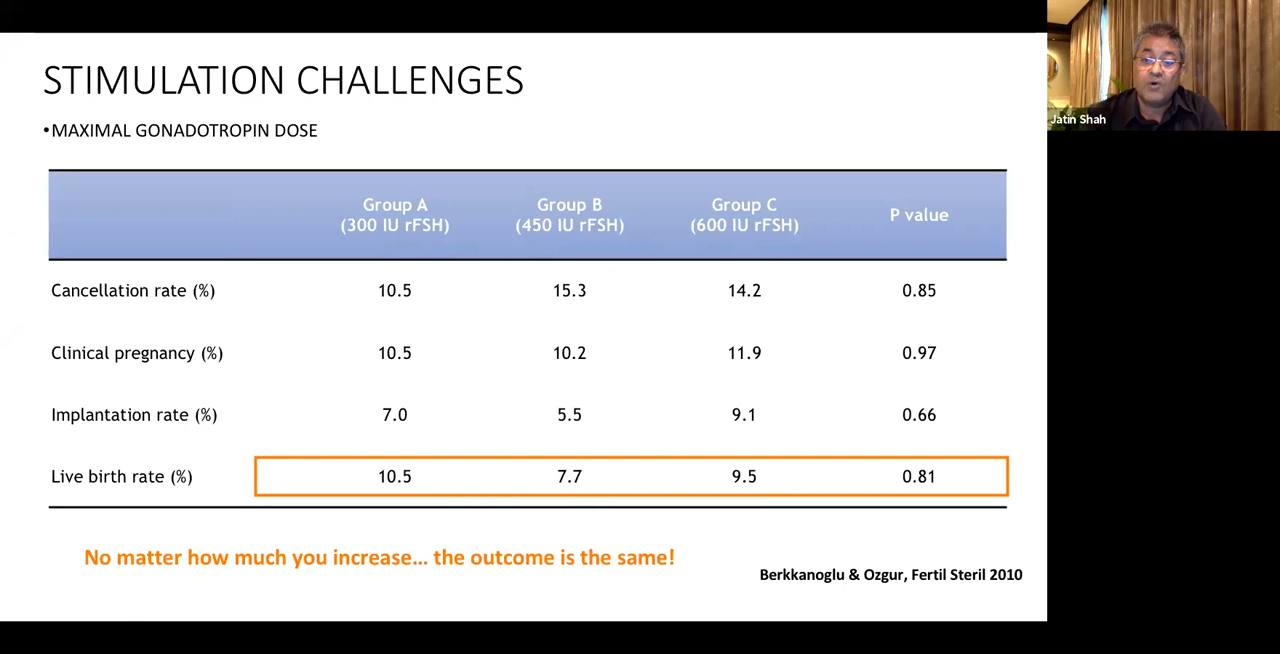 STIMULATION CHALLENGES
•MAXIMAL GONADOTROPIN DOSE
Group A Group B Group C P value
(300 IU rFSH) (450 IU rFSH) (600 IU rFSH)
Cancellation rate (%) 10.5 15.3 14.2 0.85
Clinical pregnancy (%) 10.5 10.2 11.9 0.97
Implantation rate (%) 7.0 5.5 9.1 0.66
Live birth rate (%) 10.5 7.7 9.5 0.81
No matter how much you increase… the outcome is the same!
Berkkanoglu & Ozgur, Fertil Steril 2010
Jatin Shah